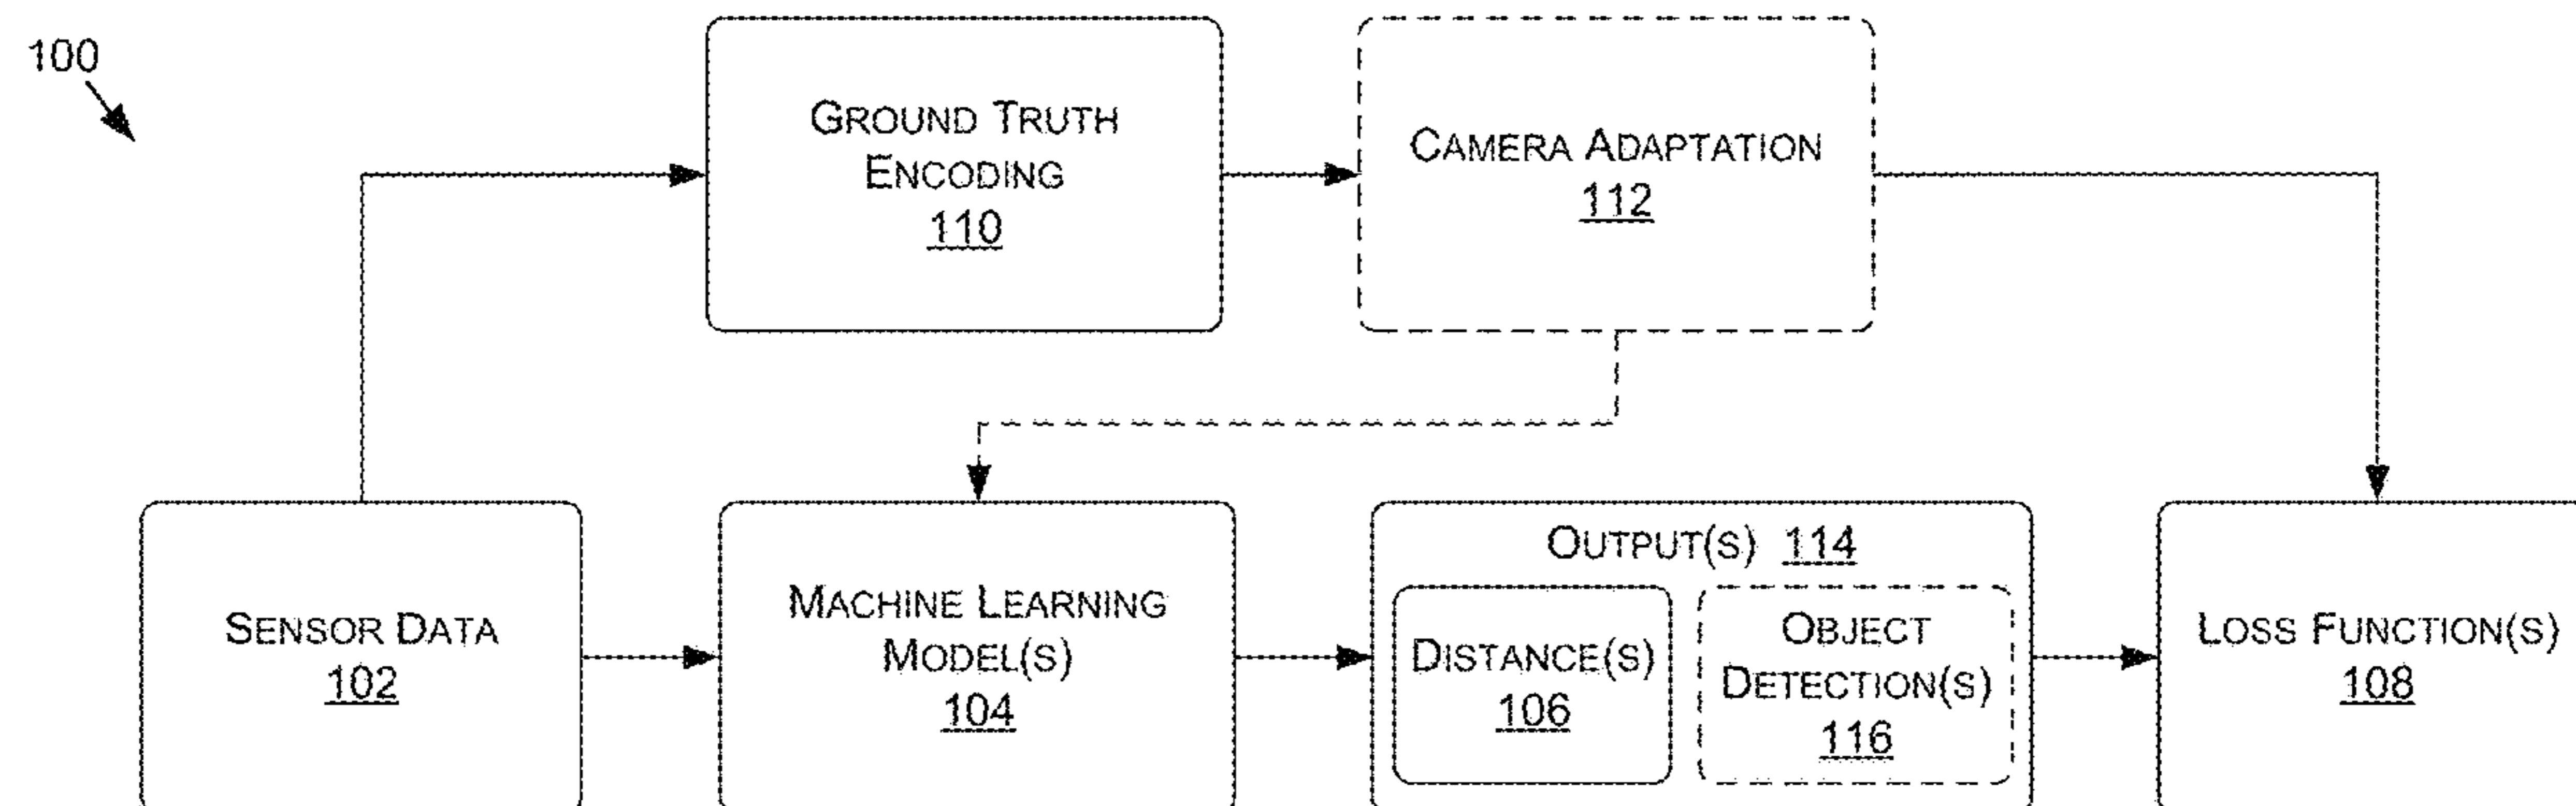 100
GROUND TRUTH
ENCODING
110
CAMERA ADAPTATION
112
SENSOR DATA
102
MACHINE LEARNING
MODEL(S)
104
OUTPUT(S) 114
DISTANCE(S)
106
OBJECT
DETECTION(S)
116
LOSS FUNCTION(S)
108